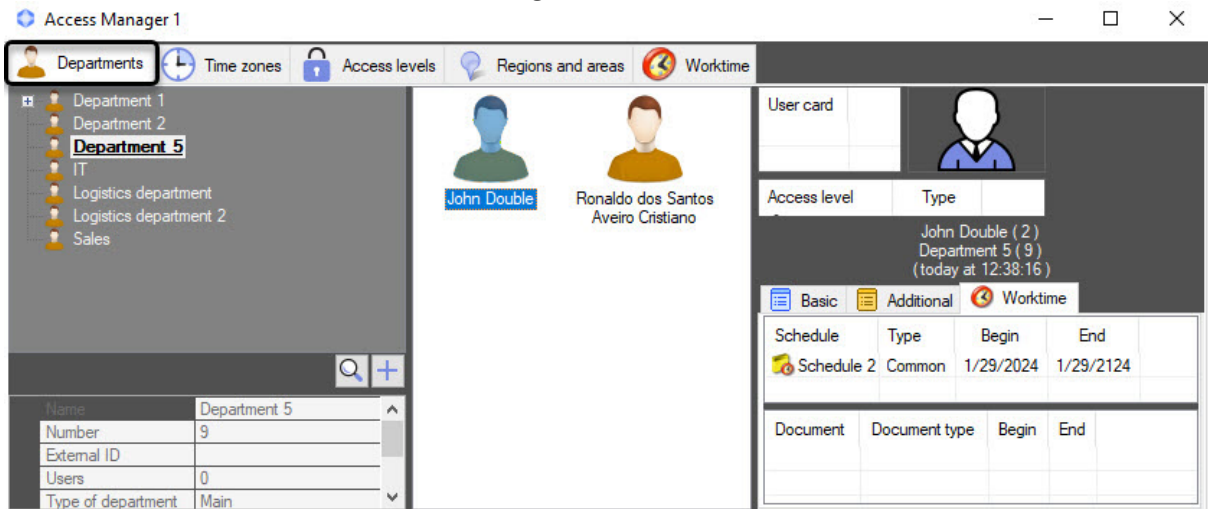 Access Manager 1
Departments Time zones Access levels Regions and areas Worktime
Department 1
Department 2
Department 5
IT
Logistics department
Logistics department 2
Sales
Name Department 5
Number 9
External ID
Users 0
Type of department Main
John Double
Ronaldo dos Santos
Aveiro Cristiano
User card
Access level Type
John Double ( 2 )
Department 5 ( 9 )
( today at 12:38:16 )
Basic Additional Worktime
Schedule Type Begin End
Schedule 2 Common 1/29/2024 1/29/2124
Document Document type Begin End